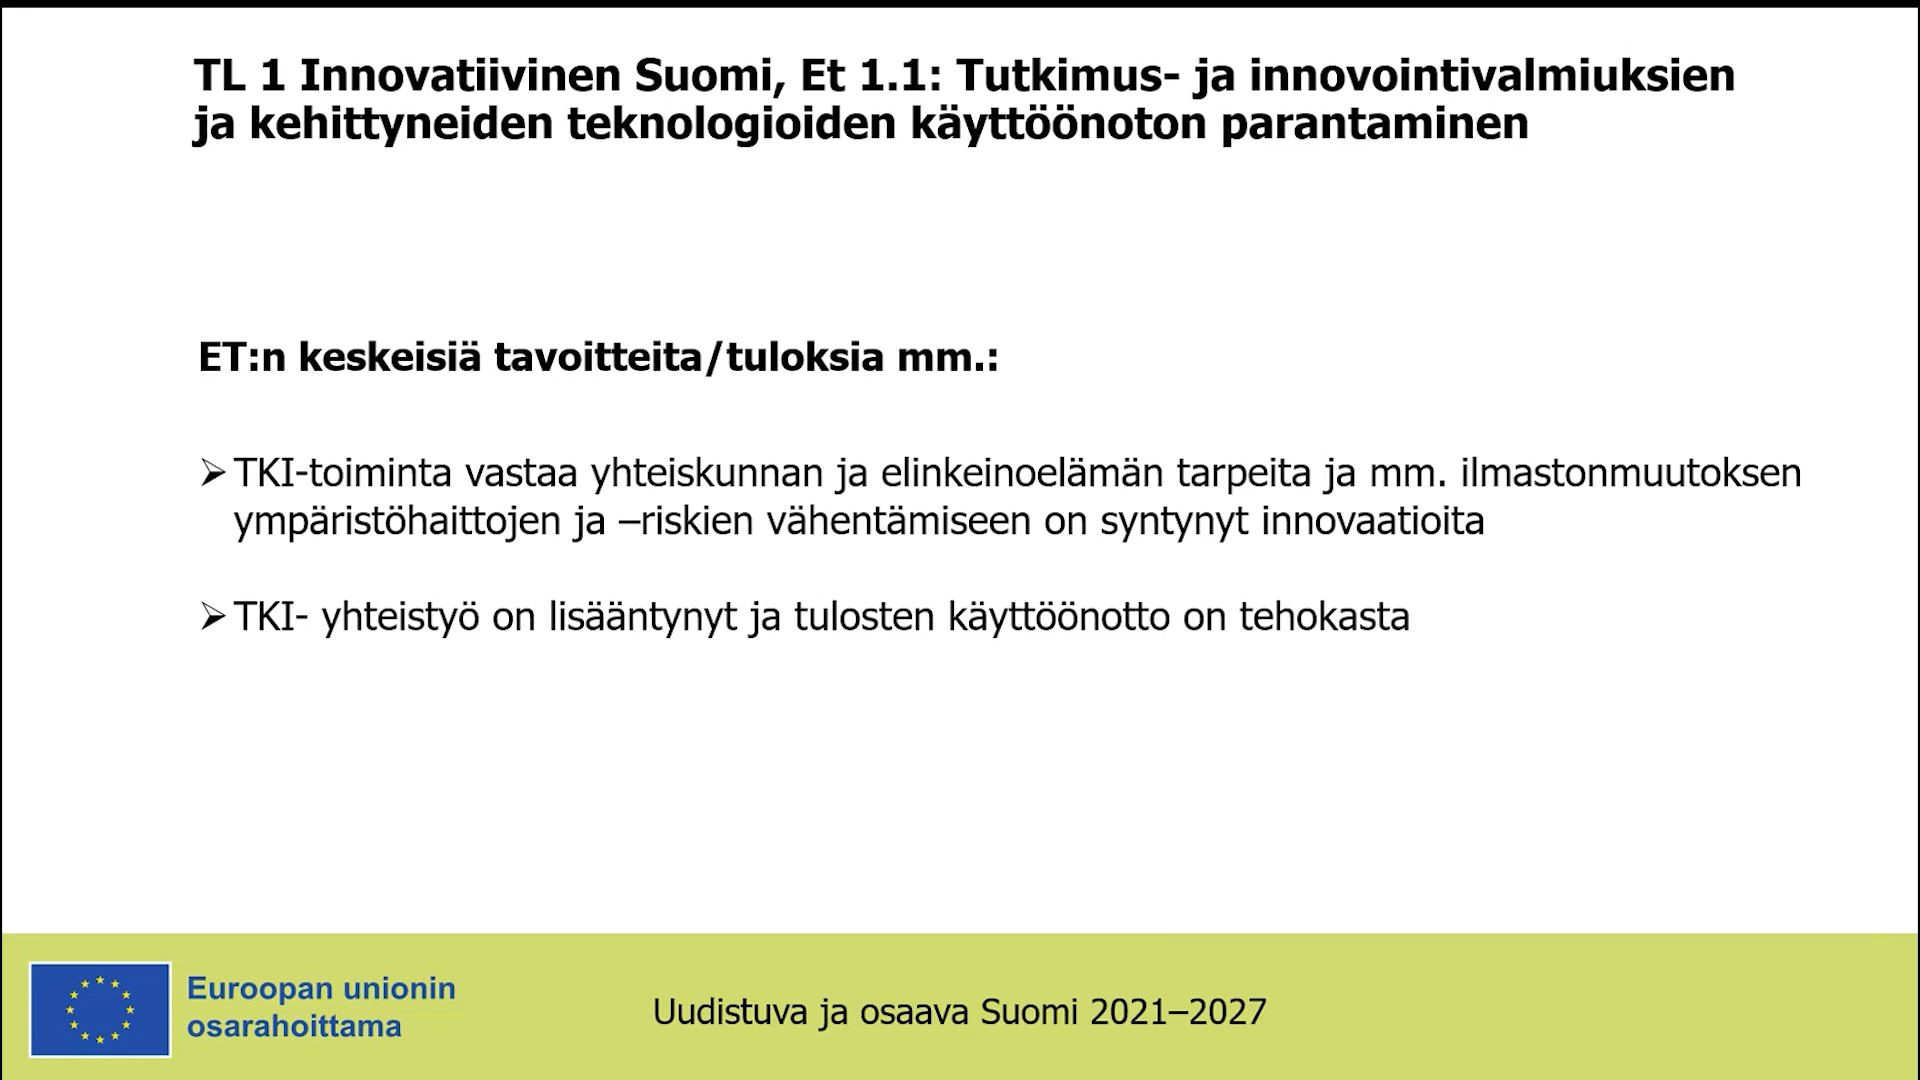 TL 1 Innovatiivinen Suomi, Et 1.1: Tutkimus- ja innovointivalmiuksien
ja kehittyneiden teknologioiden käyttöönoton parantaminen
ET:n keskeisiä tavoitteita/tuloksia mm.:
➢ TKI-toiminta vastaa yhteiskunnan ja elinkeinoelämän tarpeita ja mm. ilmastonmuutoksen
ympäristöhaittojen ja –riskien vähentämiseen on syntynyt innovaatioita
➢ TKI- yhteistyö on lisääntynyt ja tulosten käyttöönotto on tehokasta
Euroopan unionin
osarahoittama
Uudistuva ja osaava Suomi 2021–2027